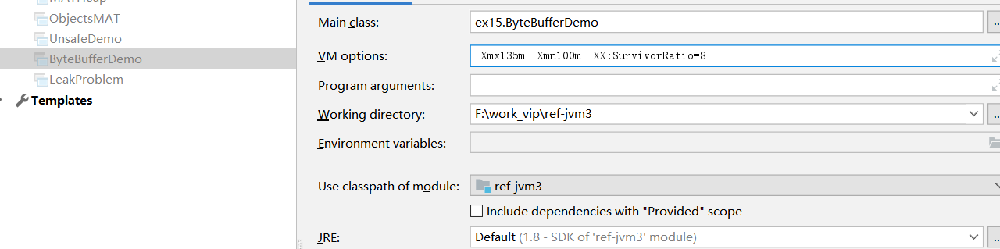 MATHeap
ObjectsMAT
UnsafeDemo
ByteBufferDemo
LeakProblem
Templates
Main class: ex15.ByteBufferDemo
VM options: -Xmx135m -Xmn100m -XX:SurvivorRatio=8
Program arguments:
Working directory: F:\work_vip\ref-jvm3
Environment variables:
Use classpath of module: ref-jvm3
Include dependencies with "Provided" scope
JRE: Default (1.8 - SDK of 'ref-jvm3' module)